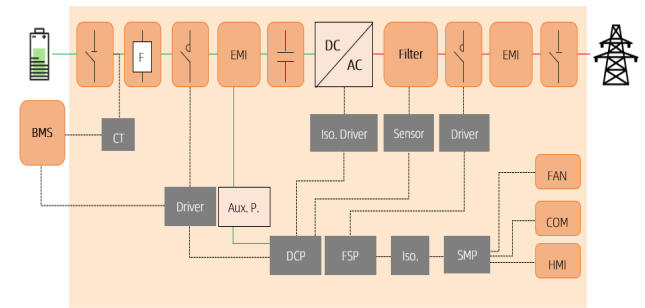 DC
AC
F
EMI
Filter
EMI
BMS
CT
Iso. Driver
Sensor
Driver
Driver
Aux. P.
FAN
COM
HMI
DCP
FSP
Iso.
SMP